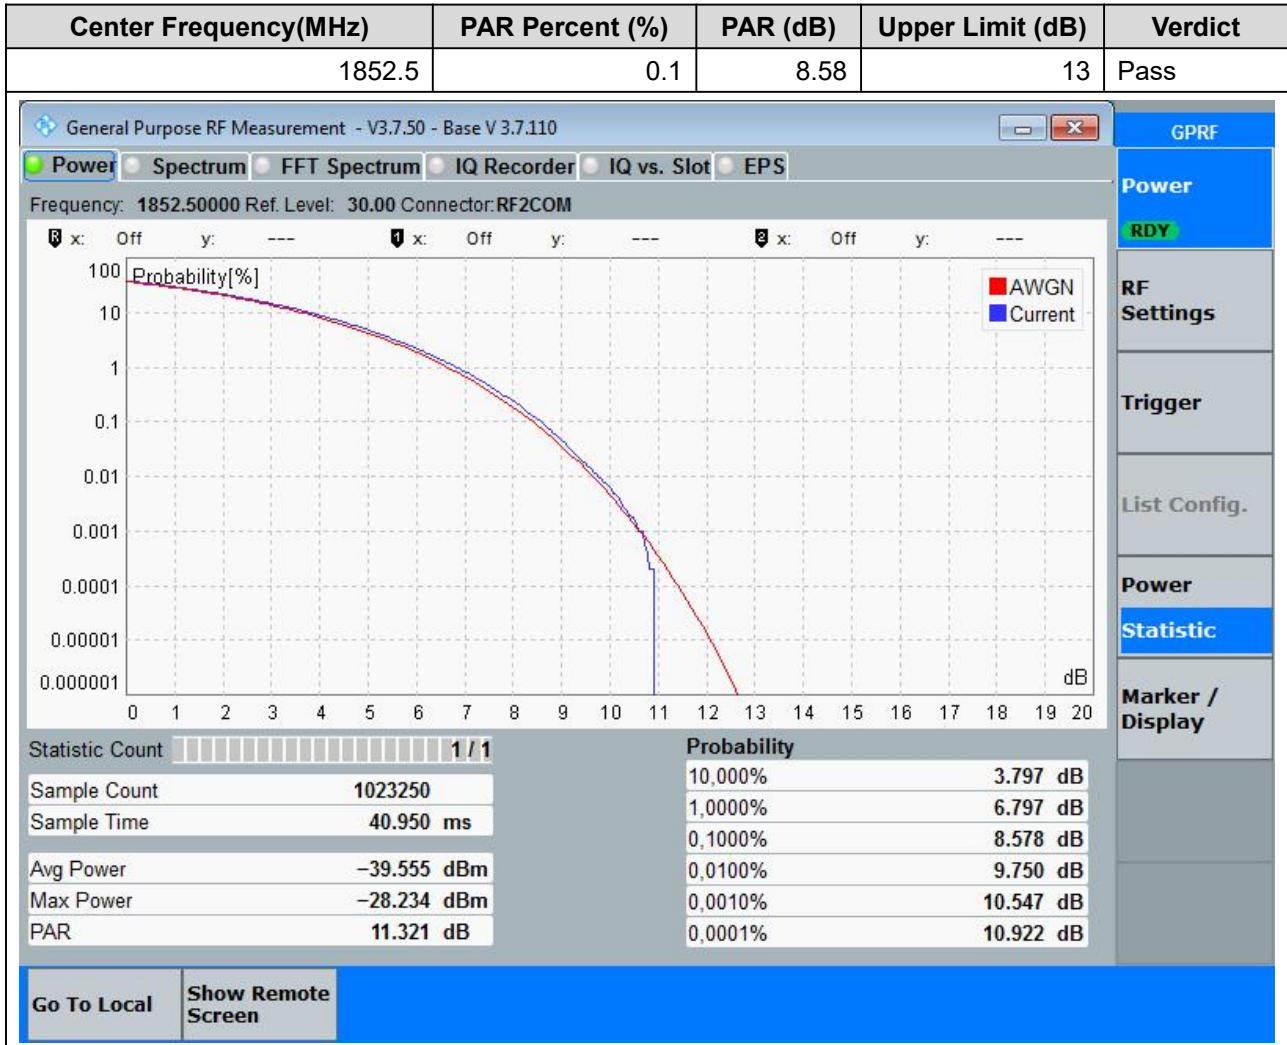 Center Frequency(MHz) PAR Percent (%) PAR (dB) Upper Limit (dB) Verdict
1852.5 0.1 8.58 13 Pass
General Purpose RF Measurement - V3.7.50 - Base V 3.7.110
GPRF
Power Spectrum FFT Spectrum IQ Recorder IQ vs. Slot EPS
Frequency: 1852.50000 Ref. Level: 30.00 Connector:RF2COM
R x: Off y: --- 1 x: Off y: --- 2 x: Off y: ---
Probability[%]
AWGN
Current
100
10
1
0.1
0.01
0.001
0.0001
0.00001
0.000001
dB
0 1 2 3 4 5 6 7 8 9 10 11 12 13 14 15 16 17 18 19 20
Power
RDY
RF
Settings
Trigger
List Config.
Power
Statistic
Marker /
Display
Statistic Count 1 / 1
Sample Count 1023250
Sample Time 40.950 ms
Avg Power −39.555 dBm
Max Power −28.234 dBm
PAR 11.321 dB
Probability
10,000% 3.797 dB
1,0000% 6.797 dB
0,1000% 8.578 dB
0,0100% 9.750 dB
0,0010% 10.547 dB
0,0001% 10.922 dB
Go To Local
Show Remote
Screen